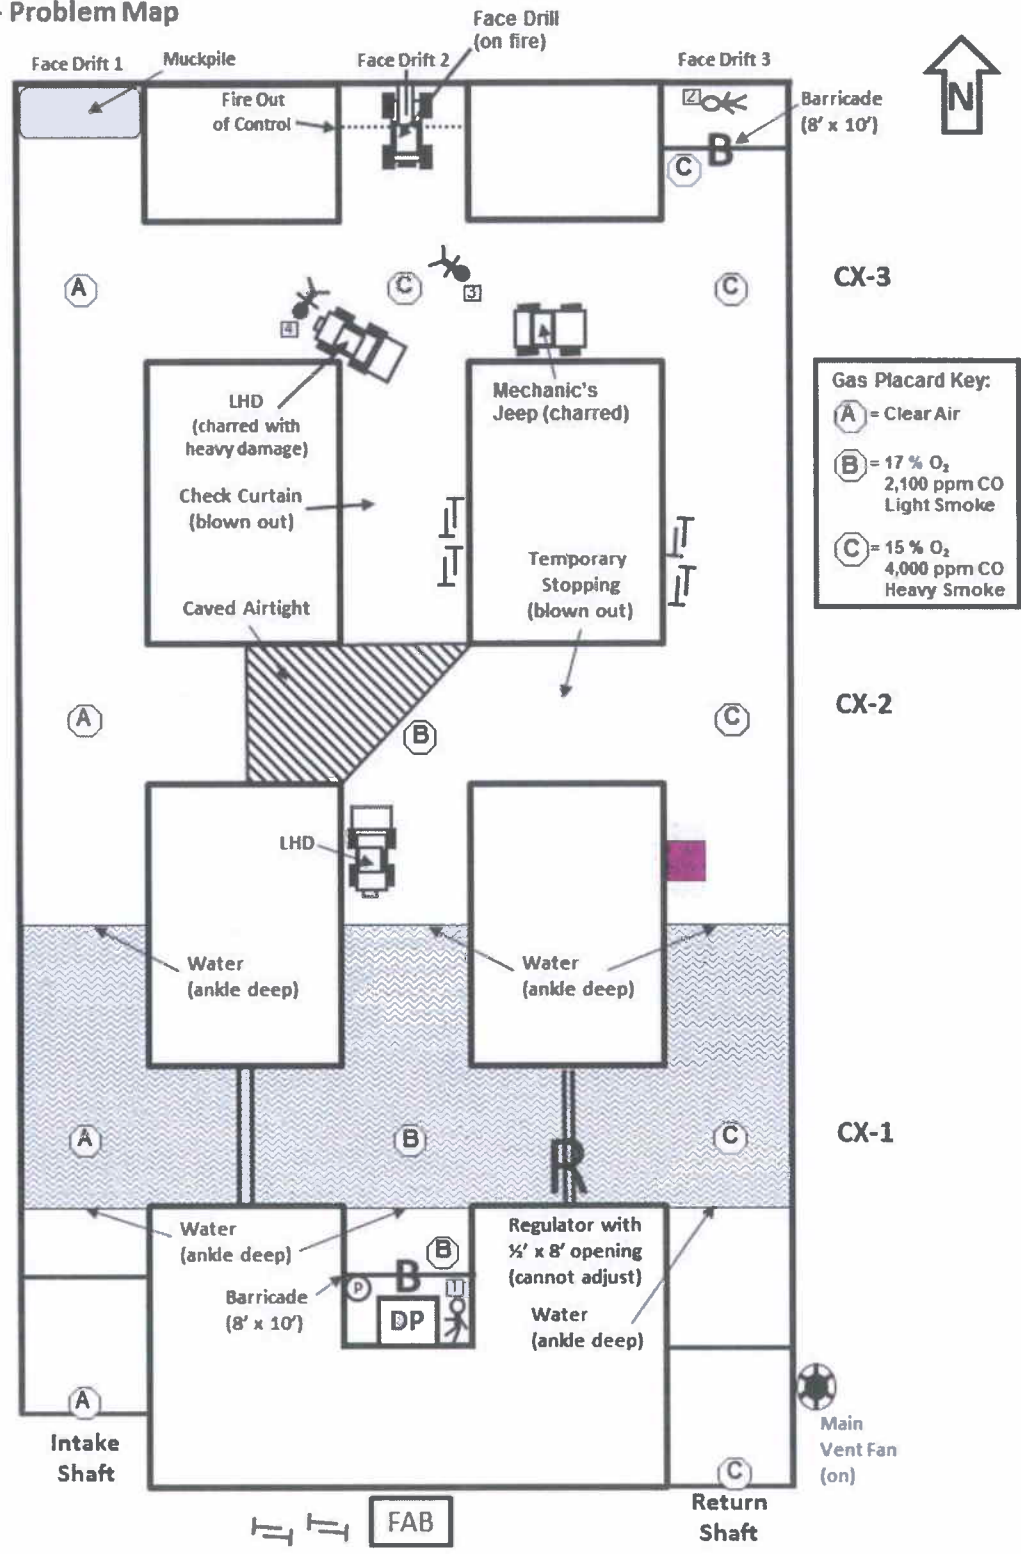 - Problem Map
Face Drill
(on fire)
Face Drift 1
Muckpile
Face Drift 2
Face Drift 3
Fire Out
of Control
2
Barricade
(8' x 10')
N
B
C
A
C
C
3
4
CX-3
LHD
(charred with
heavy damage)
Mechanic's
Jeep (charred)
Gas Placard Key:
A = Clear Air
B = 17 % O₂
2,100 ppm CO
Light Smoke
C = 15 % O₂
4,000 ppm CO
Heavy Smoke
Check Curtain
(blown out)
Temporary
Stopping
(blown out)
Caved Airtight
A
B
C
CX-2
LHD
Water
(ankle deep)
Water
(ankle deep)
A
B
R
C
CX-1
Water
(ankle deep)
B
Regulator with
½' x 8' opening
(cannot adjust)
Barricade
(8' x 10')
P
B
1
DP
Water
(ankle deep)
A
Intake
Shaft
Main
Vent Fan
(on)
C
Return
Shaft
FAB